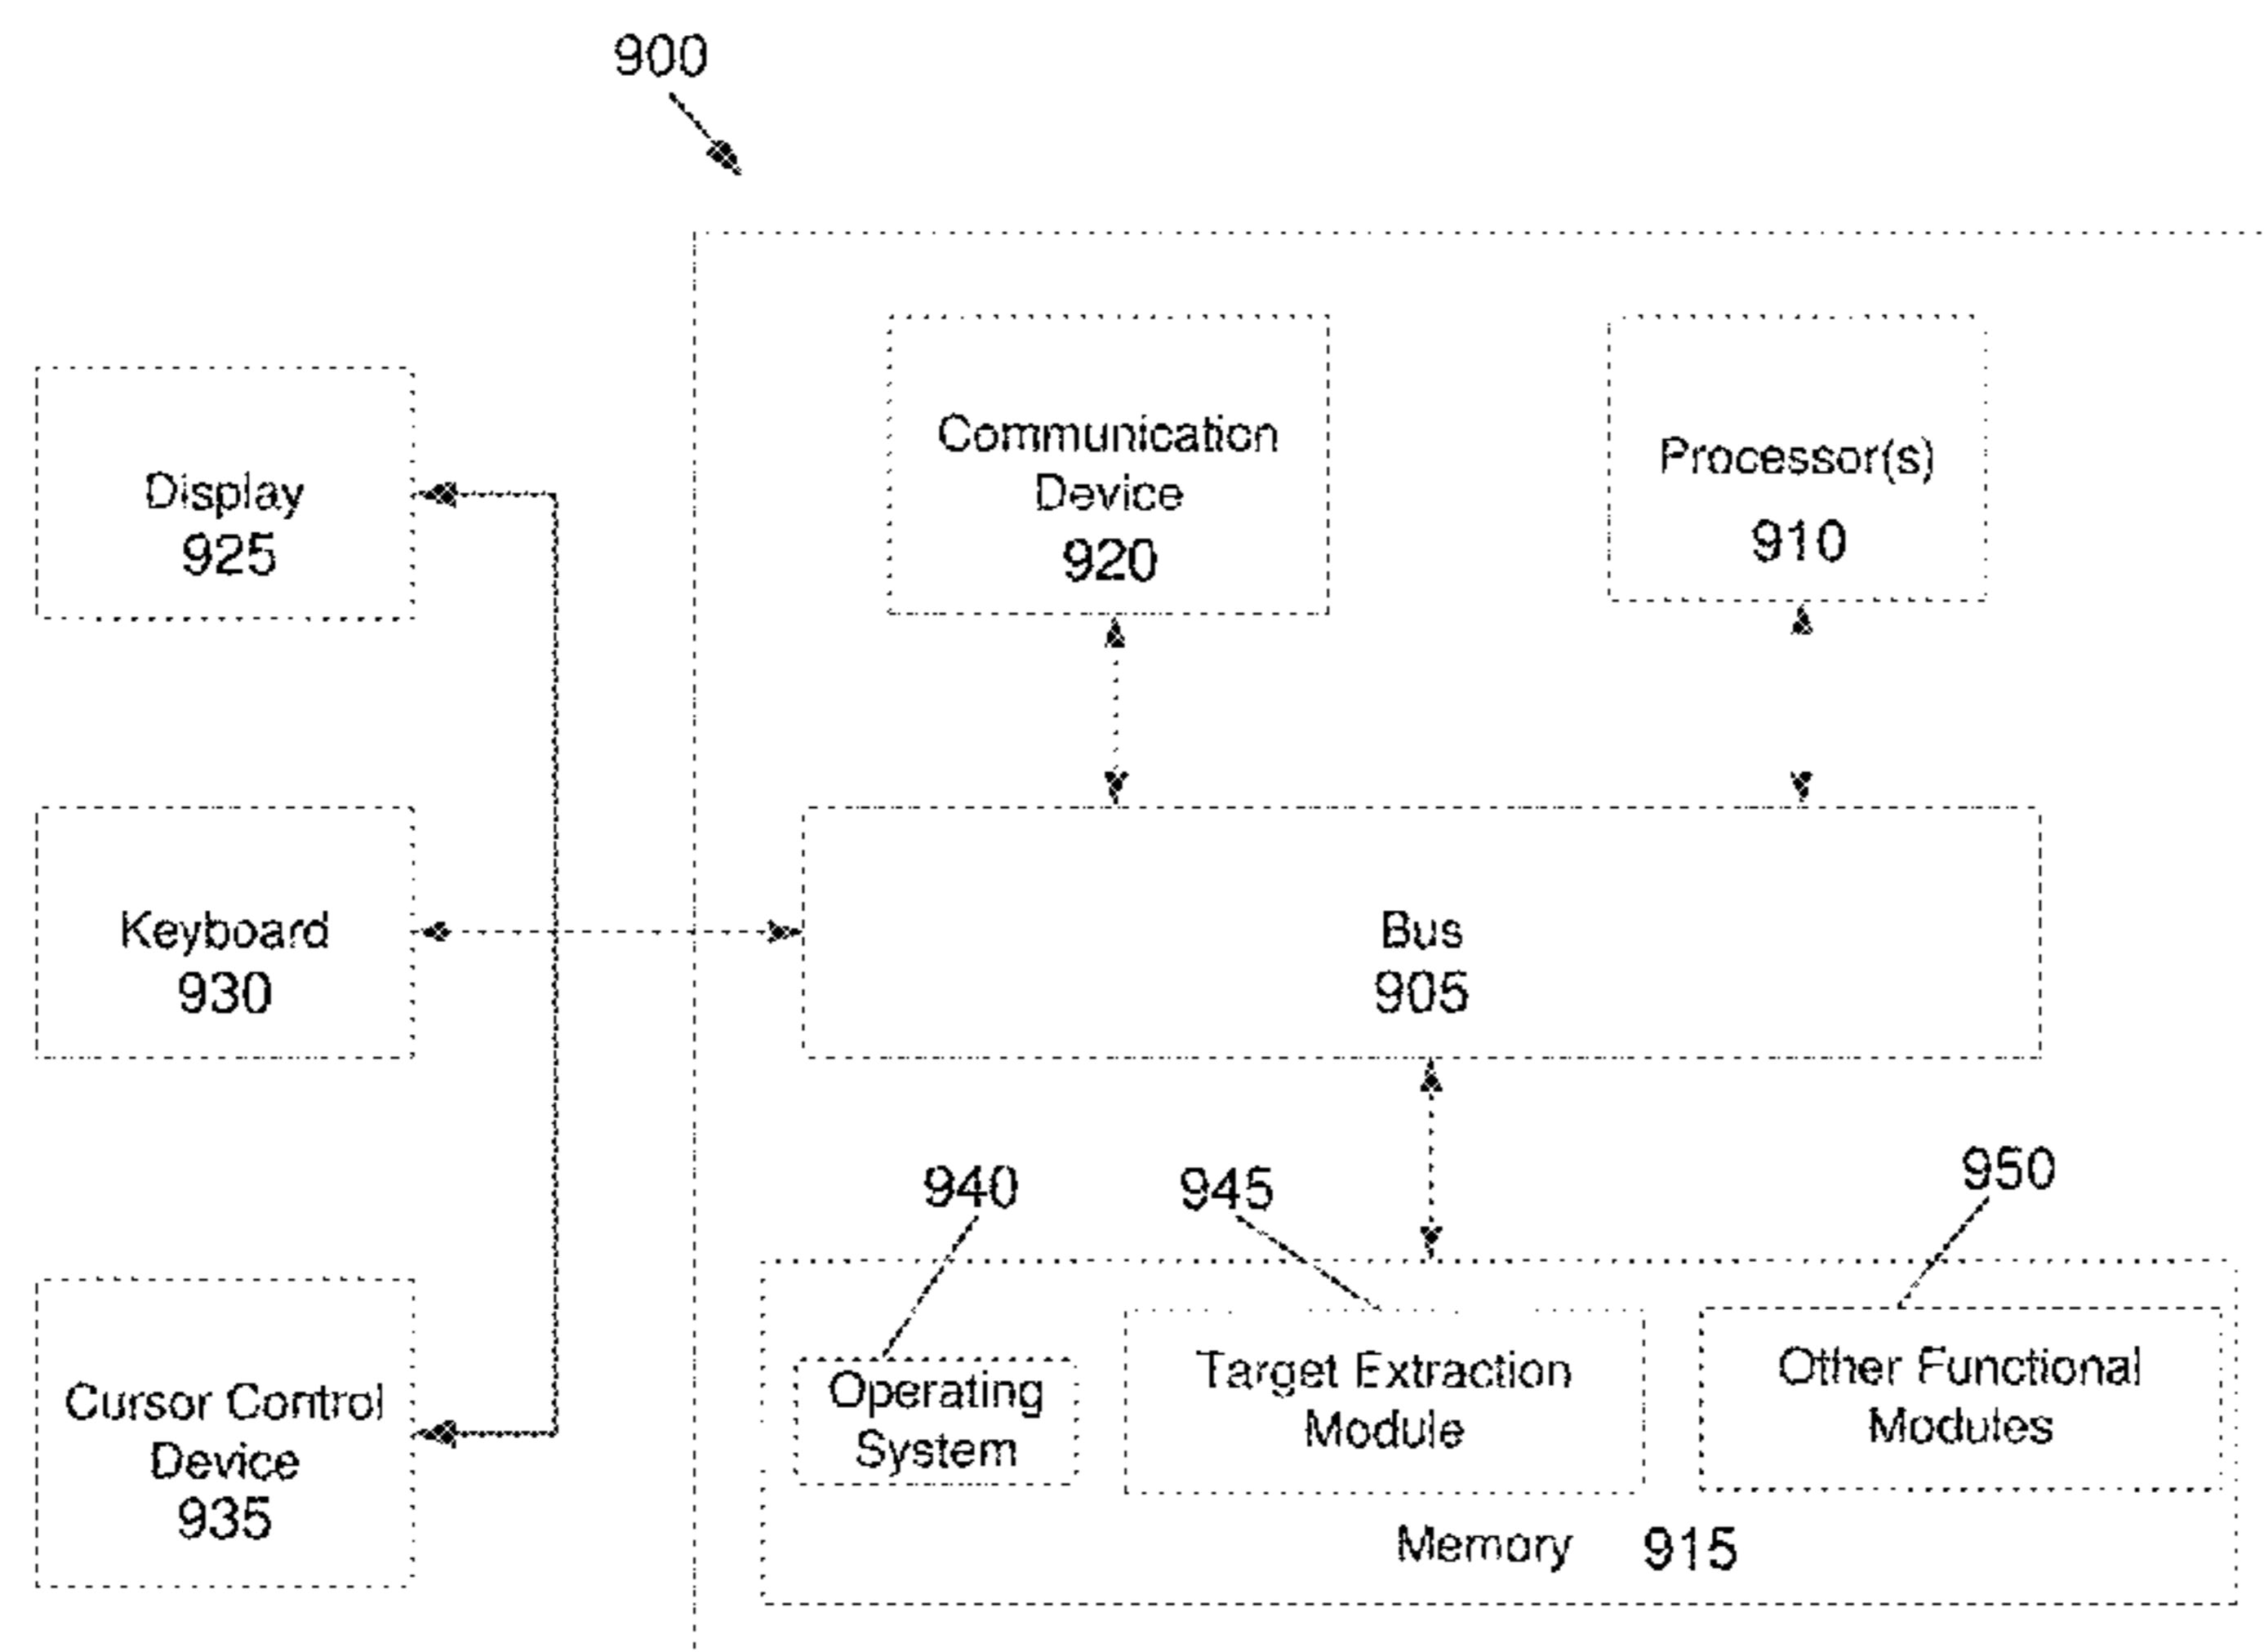 900
Communication
Device
920
Processor(s)
910
Display
925
Keyboard
930
Bus
905
940
945
950
Cursor Control
Device
935
Operating
System
Target Extraction
Module
Other Functional
Modules
Memory 915